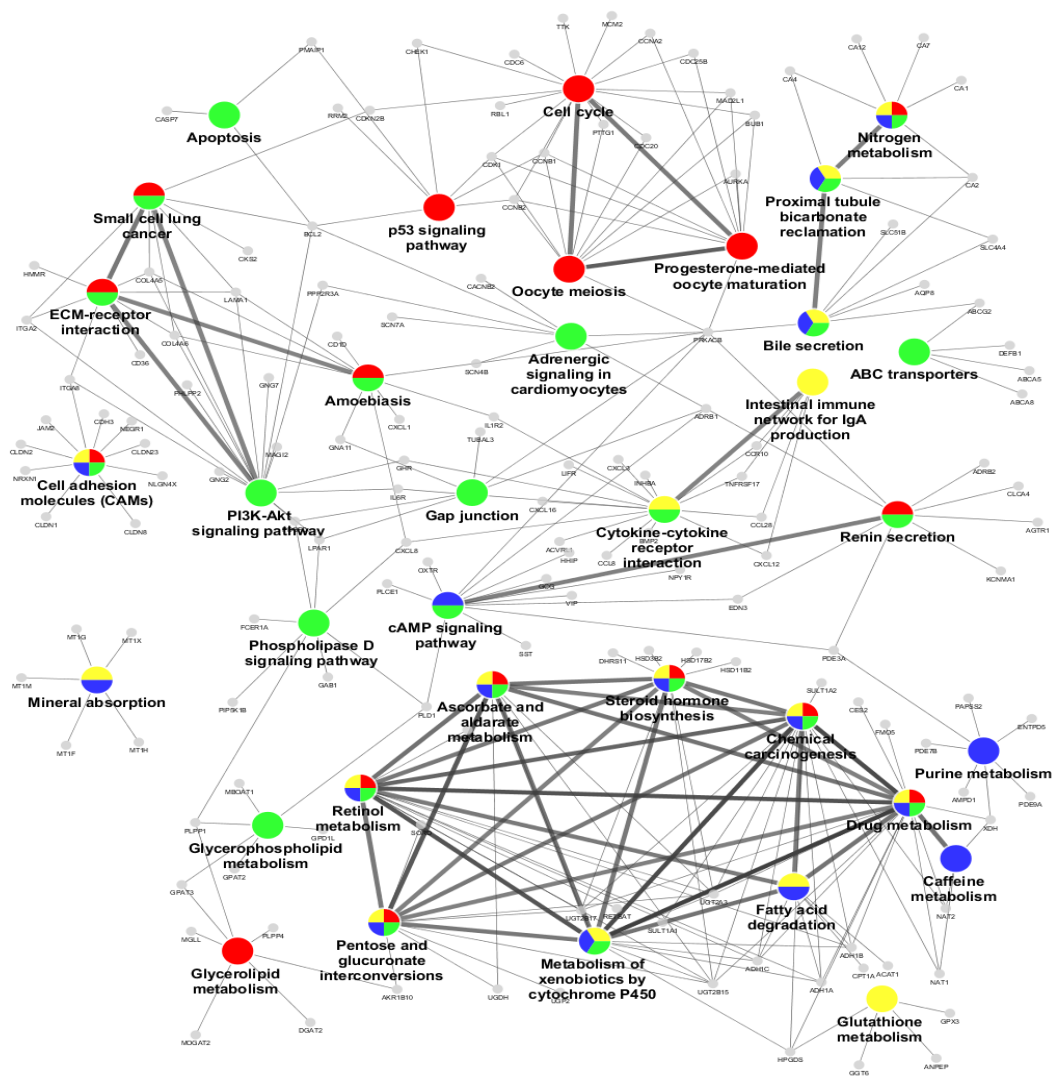 TTK
MCM2
PMAIP1
CHEK1
CCNA2
CA12
CA7
CDC6
CDC25B
CA4
CA1
Cell cycle
MAD2L1
CASP7
Apoptosis
RRM2
CDKN2B
RBL1
PTTG1
BUB1
Nitrogen
metabolism
CDC20
CDK1
CCNB1
AURKA
CA2
Small cell lung
cancer
CCNB2
Proximal tubule
bicarbonate
reclamation
p53 signaling
pathway
BCL2
SLC51B
SLC4A4
CKS2
Oocyte meiosis
Progesterone-mediated
oocyte maturation
HMMR
COL4A5
CACNB2
PPP2R3A
AQP8
LAMA1
ECM-receptor
interaction
ITGA2
SCN7A
ABCG2
PRKACB
Bile secretion
COL4A6
CD1D
Adrenergic
signaling in
cardiomyocytes
DEFB1
CD36
SCN4B
ABC transporters
ABCA5
ITGA8
PHLPP2
GNG7
Amoebiasis
ABCA8
Intestinal immune
network for IgA
production
ADRB1
CDH3
NEGR1
JAM2
CXCL1
IL1R2
CLDN2
CLDN23
MAGI2
GNA11
TUBAL3
CCR10
NRXN1
GHR
LIFR
CXCL3
ADRB2
Cell adhesion
molecules (CAMs)
NLGN4X
GNG2
INHBA
TNFRSF17
CLCA4
IL6R
CXCL16
PI3K-Akt
signaling pathway
Gap junction
CLDN1
CLDN8
CCL28
AGTR1
Cytokine-cytokine
receptor
interaction
Renin secretion
LPAR1
CXCL8
ACVRL1
BMP2
HHIP
CCL8
CXCL12
OXTR
NPY1R
KCNMA1
PLCE1
GCG
VIP
EDN3
FCER1A
cAMP signaling
pathway
MT1G
MT1X
Phospholipase D
signaling pathway
SST
PDE3A
HSD3B2
DHRS11
HSD17B2
HSD11B2
MT1M
GAB1
SULT1A2
Mineral absorption
PIP5K1B
PLD1
Ascorbate and
aldarate
metabolism
Steroid hormone
biosynthesis
CES2
PAPSS2
ENTPD5
FMO5
Chemical
carcinogenesis
PDE7B
MT1F
MT1H
Purine metabolism
MBOAT1
AMPD1
PDE9A
Retinol
metabolism
Drug metabolism
PLPP1
GPD1L
XDH
Glycerophospholipid
metabolism
GPAT2
Caffeine
metabolism
GPAT3
UGT2A3
Fatty acid
degradation
UGT2B17
RETSAT
NAT2
MGLL
PLPP4
SULT1A1
Pentose and
glucuronate
interconversions
Metabolism of
xenobiotics by
cytochrome P450
ADH1B
Glycerolipid
metabolism
ADH1C
CPT1A
ACAT1
AKR1B10
UGDH
UGP2
UGT2B15
ADH1A
NAT1
Glutathione
metabolism
GPX3
MOGAT2
DGAT2
HPGDS
GGT6
ANPEP